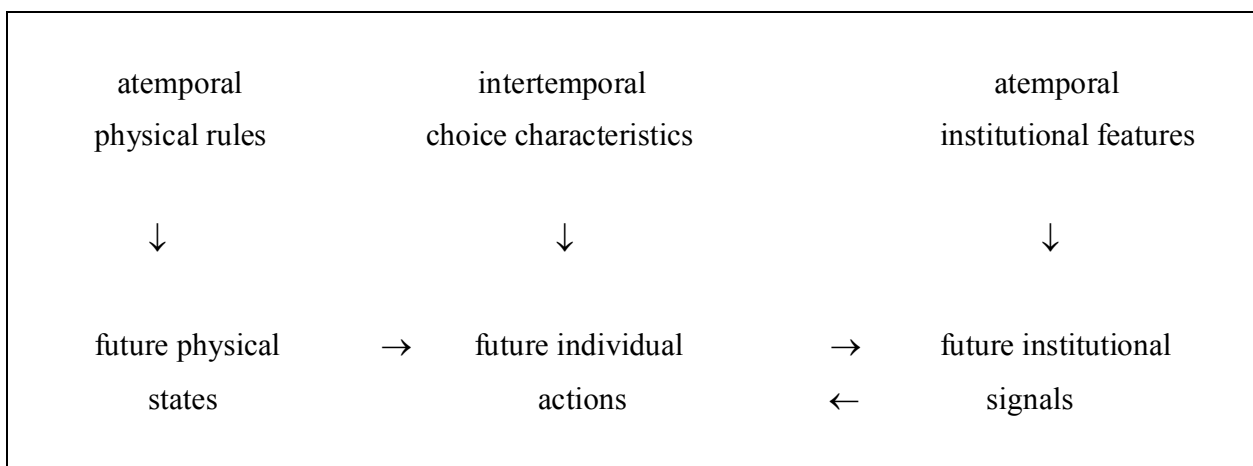 atemporal intertemporal atemporal
physical rules choice characteristics institutional features
↓ ↓ ↓
future physical → future individual → future institutional
states actions ← signals